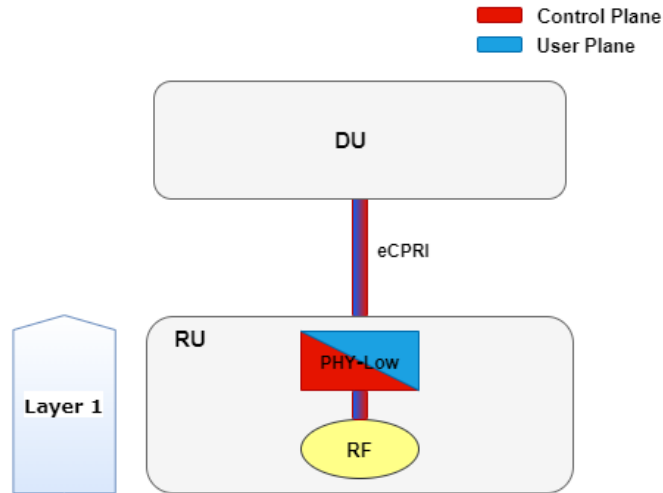 Control Plane
User Plane
DU
eCPRI
RU
PHY-Low
Layer 1
RF